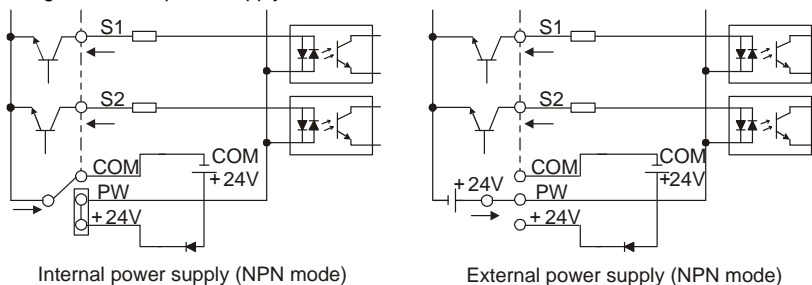 S1
S2
COM
COM
+24V
PW
+24V
Internal power supply (NPN mode)
S1
S2
COM
COM
+24V
+24V
PW
+24V
External power supply (NPN mode)